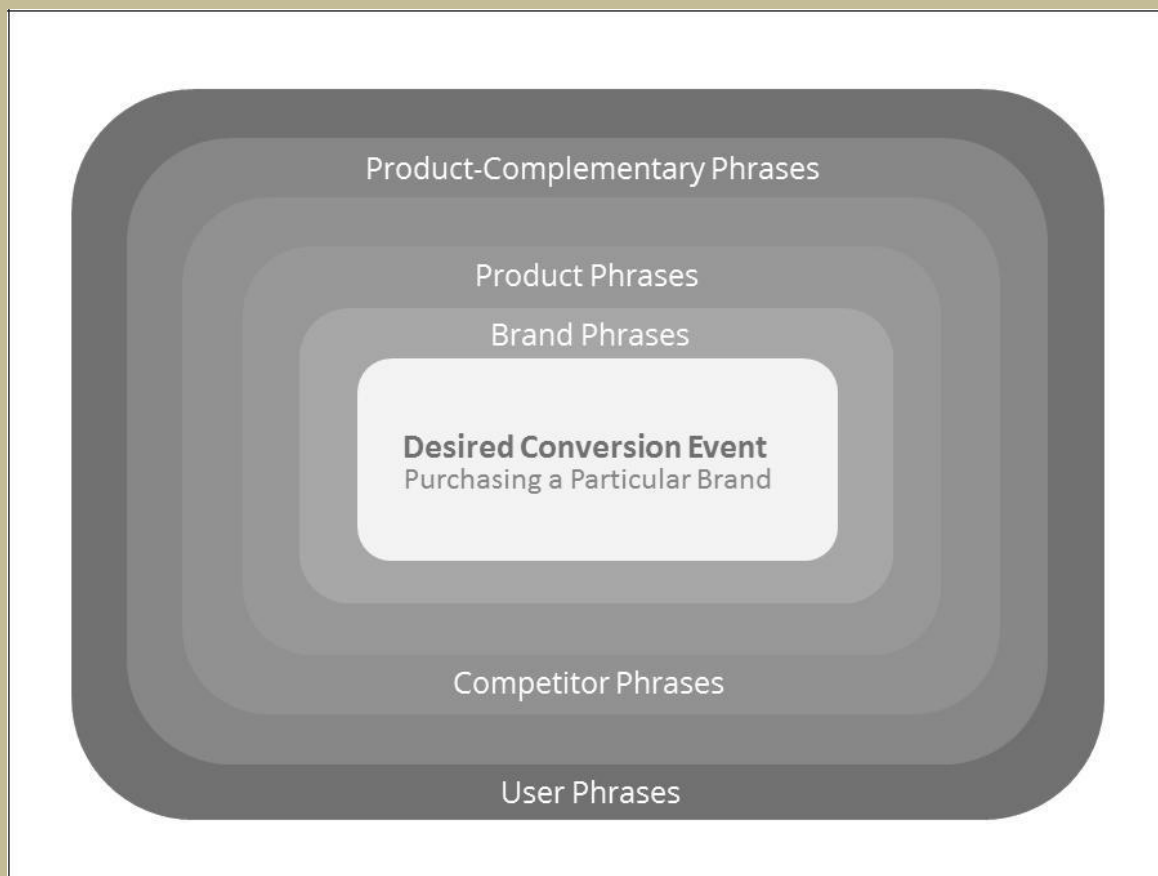 Product-Complementary Phrases
Product Phrases
Brand Phrases
Desired Conversion Event
Purchasing a Particular Brand
Competitor Phrases
User Phrases